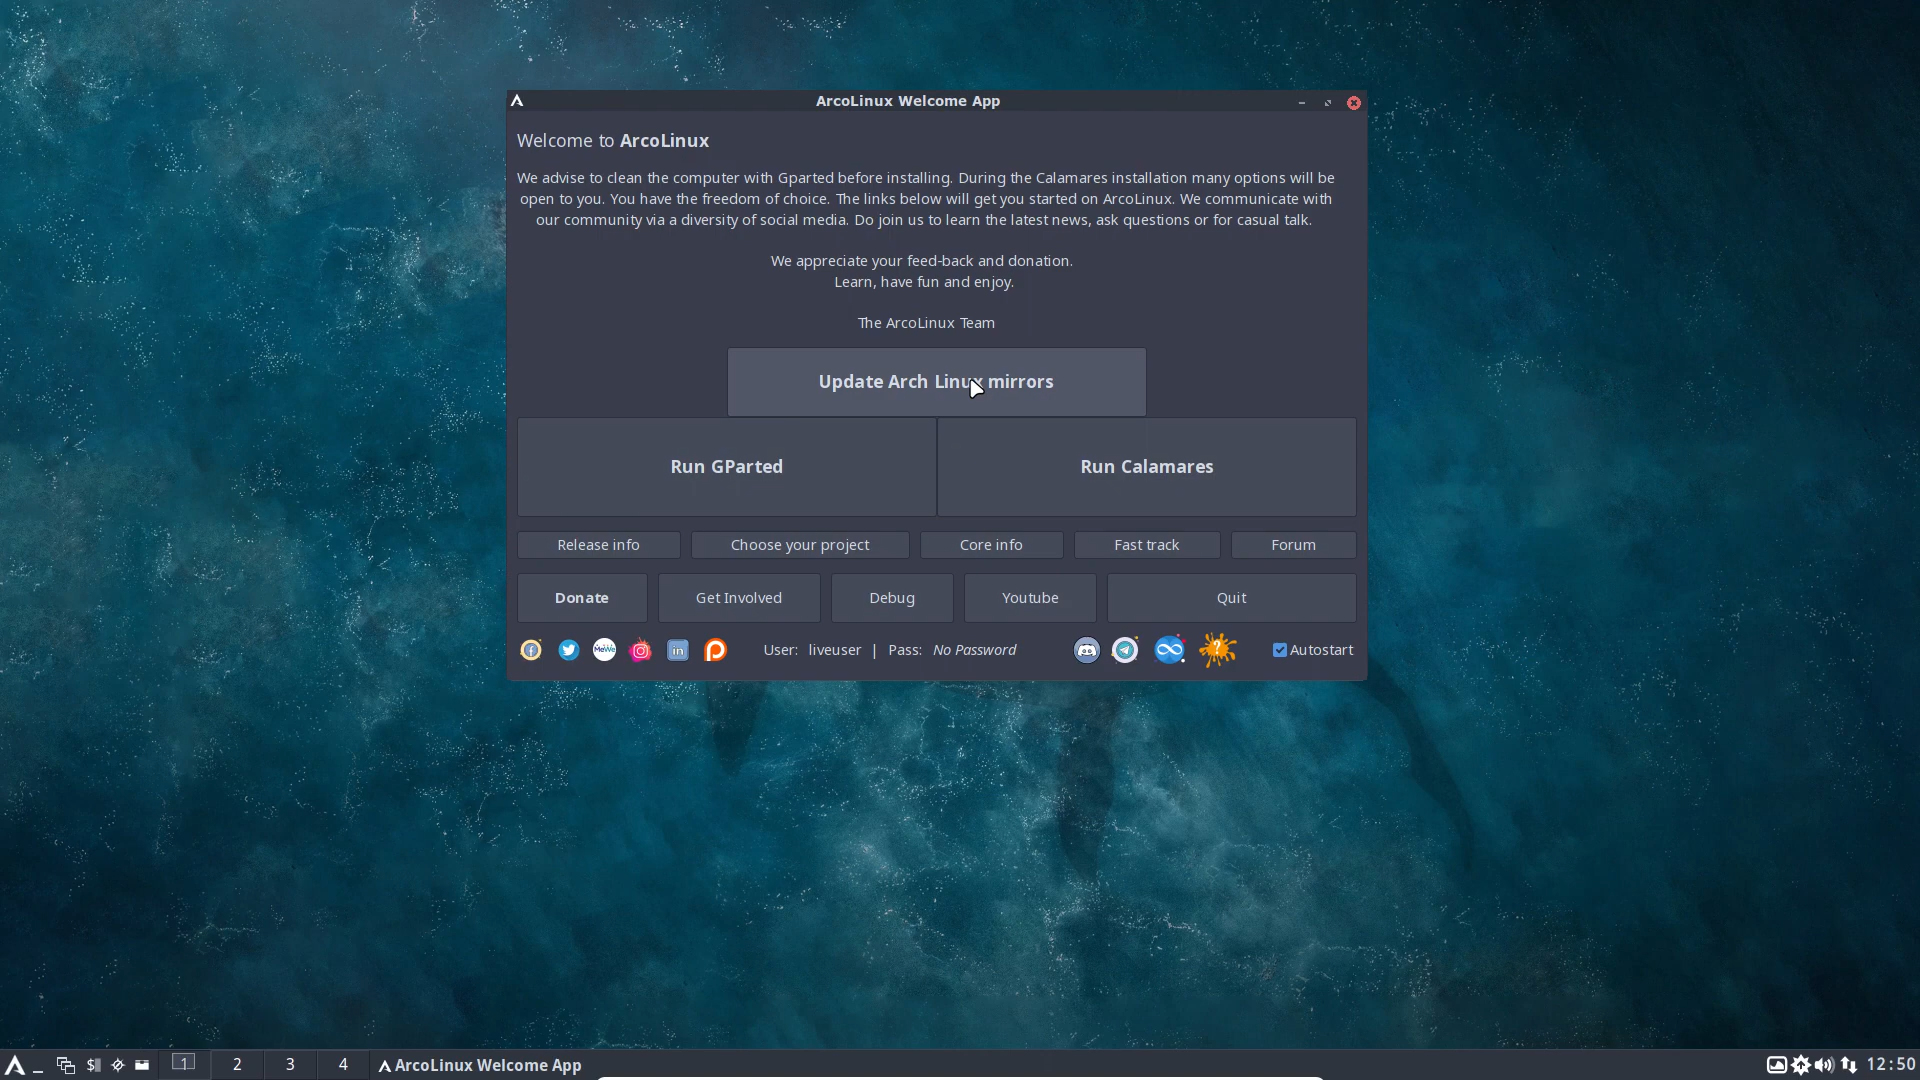 ArcoLinux Welcome App
Welcome to ArcoLinux
We advise to clean the computer with Gparted before installing. During the Calamares installation many options will be
open to you. You have the freedom of choice. The links below will get you started on ArcoLinux. We communicate with
our community via a diversity of social media. Do join us to learn the latest news, ask questions or for casual talk.
We appreciate your feed-back and donation.
Learn, have fun and enjoy.
The ArcoLinux Team
Update Arch Linux mirrors
Run GParted
Run Calamares
Release info
Choose your project
Core info
Fast track
Forum
Donate
Get Involved
Debug
Youtube
Quit
MeWe
in
User: liveuser | Pass: No Password
?
Autostart
$
1
2
3
4
ArcoLinux Welcome App
12:50